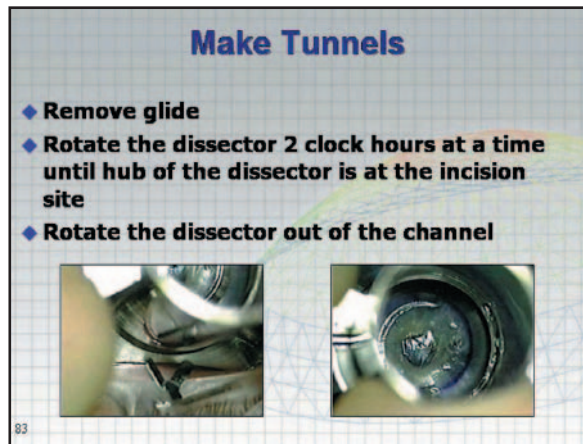 Make Tunnels
Remove glide
Rotate the dissector 2 clock hours at a time
until hub of the dissector is at the incision
site
Rotate the dissector out of the channel
83